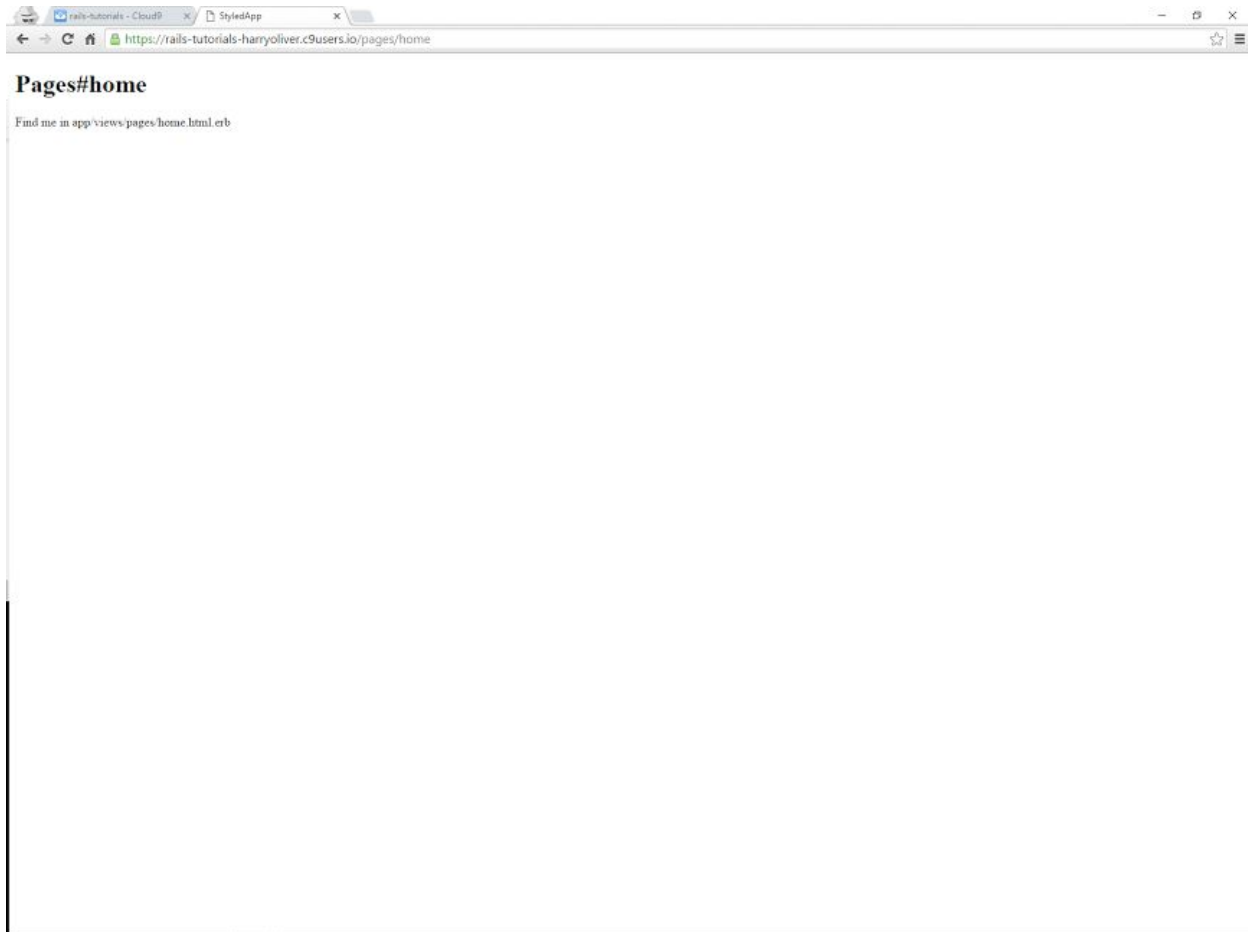 rails-tutorials - Cloud9
StyledApp
https://rails-tutorials-harryoliver.c9users.io/pages/home
Pages#home
Find me in app/views/pages/home.html.erb